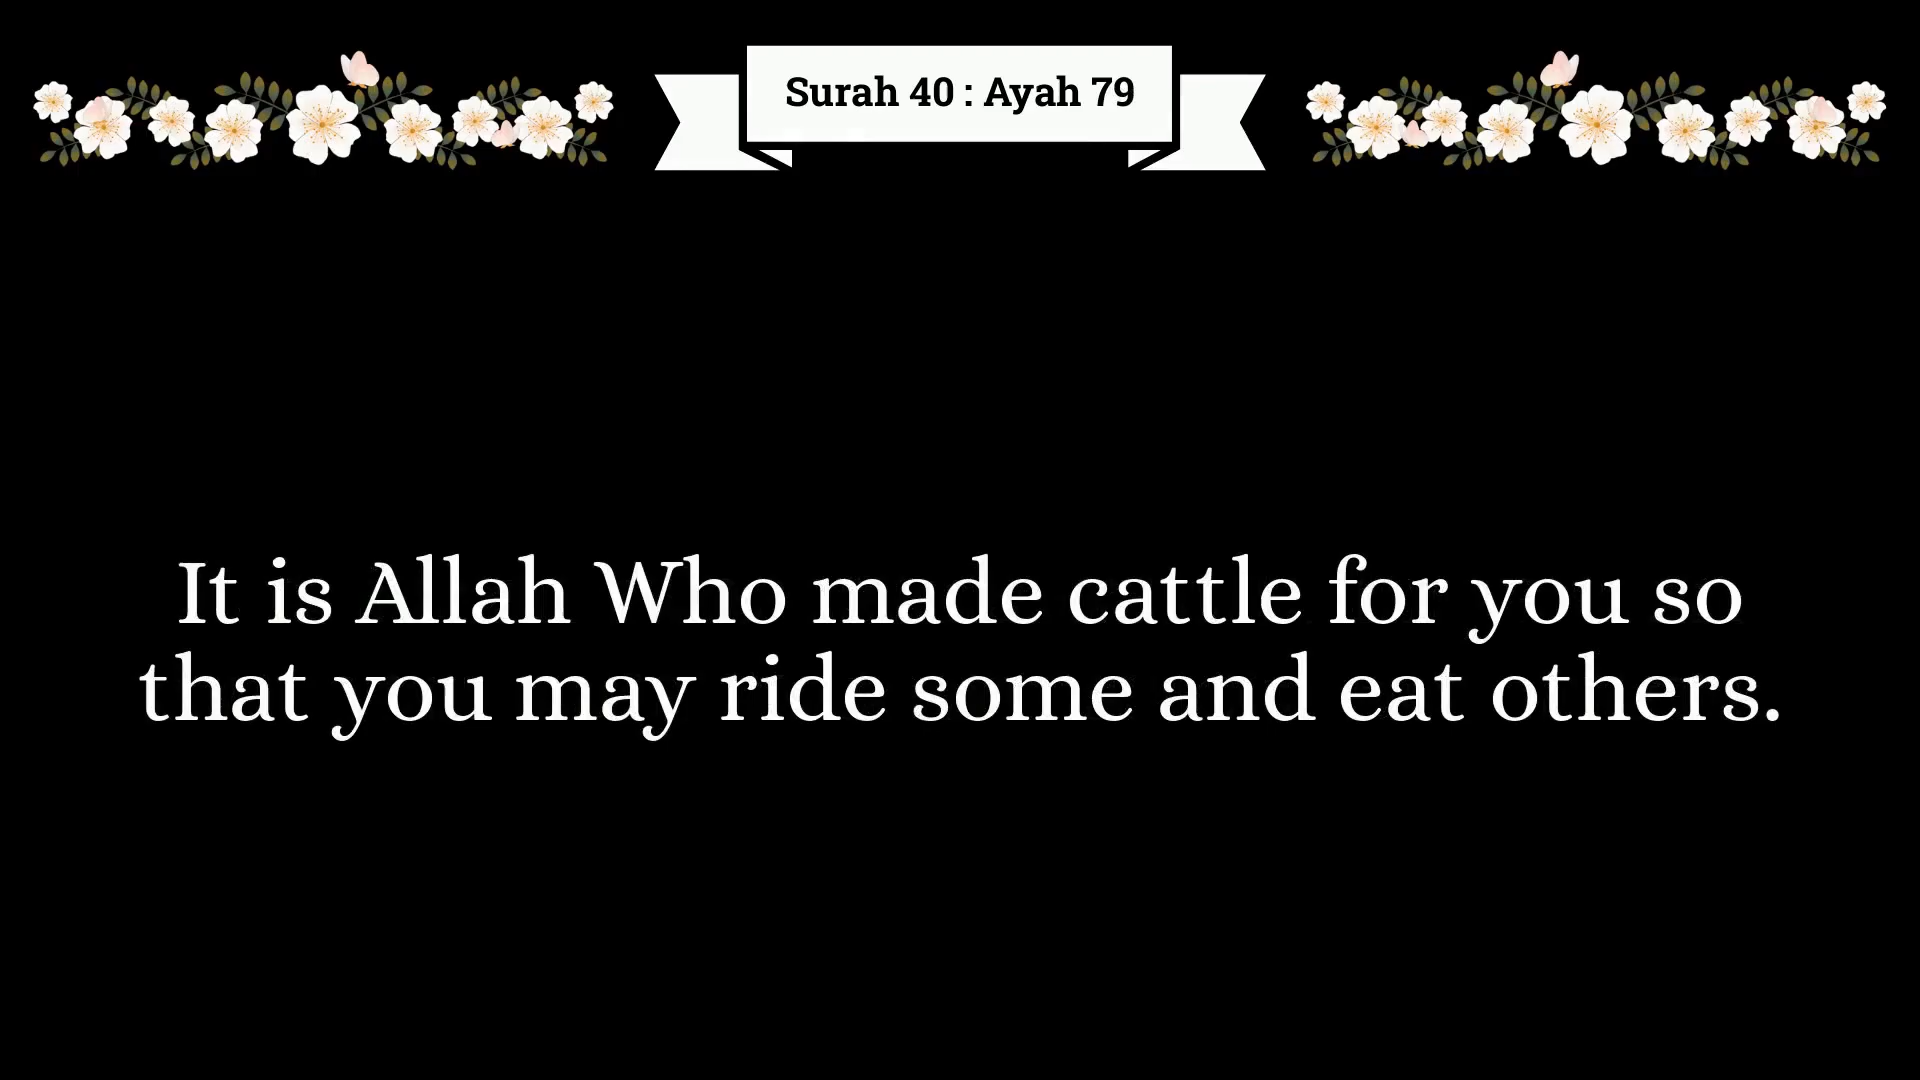 Surah 40 : Ayah 79
It is Allah Who made cattle for you so
that you may ride some and eat others.